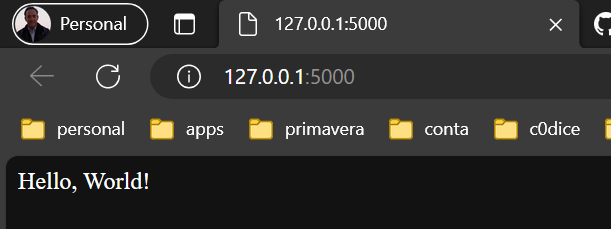 Personal
127.0.0.1:5000
127.0.0.1:5000
personal apps primavera conta c0dice
Hello, World!